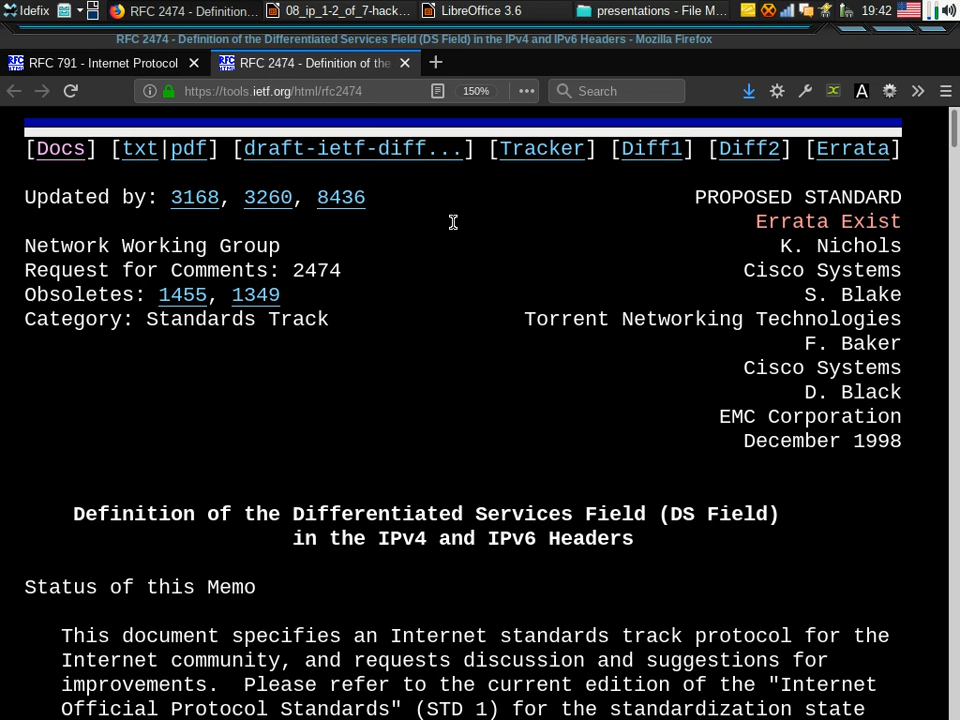 Idefix
RFC 2474 - Definition...
08_ip_1-2_of_7-hack...
LibreOffice 3.6
presentations - File M...
19:42
RFC 2474 - Definition of the Differentiated Services Field (DS Field) in the IPv4 and IPv6 Headers - Mozilla Firefox
RFC 791 - Internet Protocol
RFC 2474 - Definition of the
https://tools.ietf.org/html/rfc2474
150%
Search
[Docs] [txt|pdf] [draft-ietf-diff...] [Tracker] [Diff1] [Diff2] [Errata]
Updated by: 3168, 3260, 8436 PROPOSED STANDARD
Errata Exist
Network Working Group K. Nichols
Request for Comments: 2474 Cisco Systems
Obsoletes: 1455, 1349 S. Blake
Category: Standards Track Torrent Networking Technologies
F. Baker
Cisco Systems
D. Black
EMC Corporation
December 1998
Definition of the Differentiated Services Field (DS Field)
in the IPv4 and IPv6 Headers
Status of this Memo
This document specifies an Internet standards track protocol for the
Internet community, and requests discussion and suggestions for
improvements. Please refer to the current edition of the "Internet
Official Protocol Standards" (STD 1) for the standardization state